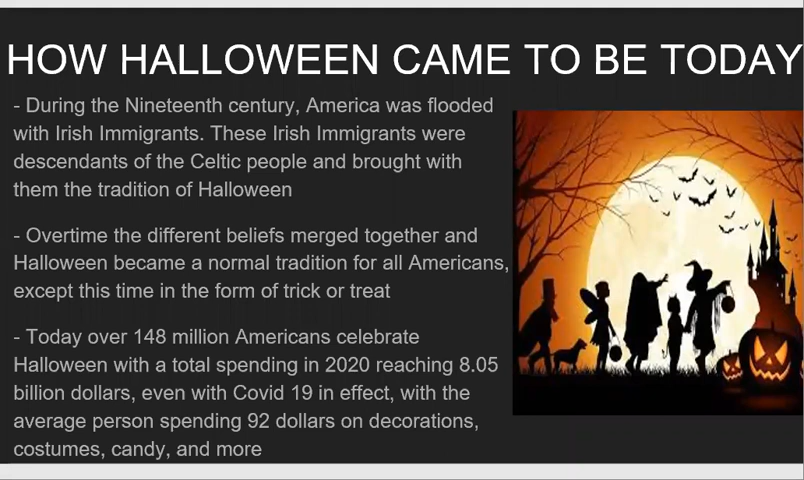 HOW HALLOWEEN CAME TO BE TODAY
- During the Nineteenth century, America was flooded
with Irish Immigrants. These Irish Immigrants were
descendants of the Celtic people and brought with
them the tradition of Halloween
- Overtime the different beliefs merged together and
Halloween became a normal tradition for all Americans,
except this time in the form of trick or treat
- Today over 148 million Americans celebrate
Halloween with a total spending in 2020 reaching 8.05
billion dollars, even with Covid 19 in effect, with the
average person spending 92 dollars on decorations,
costumes, candy, and more